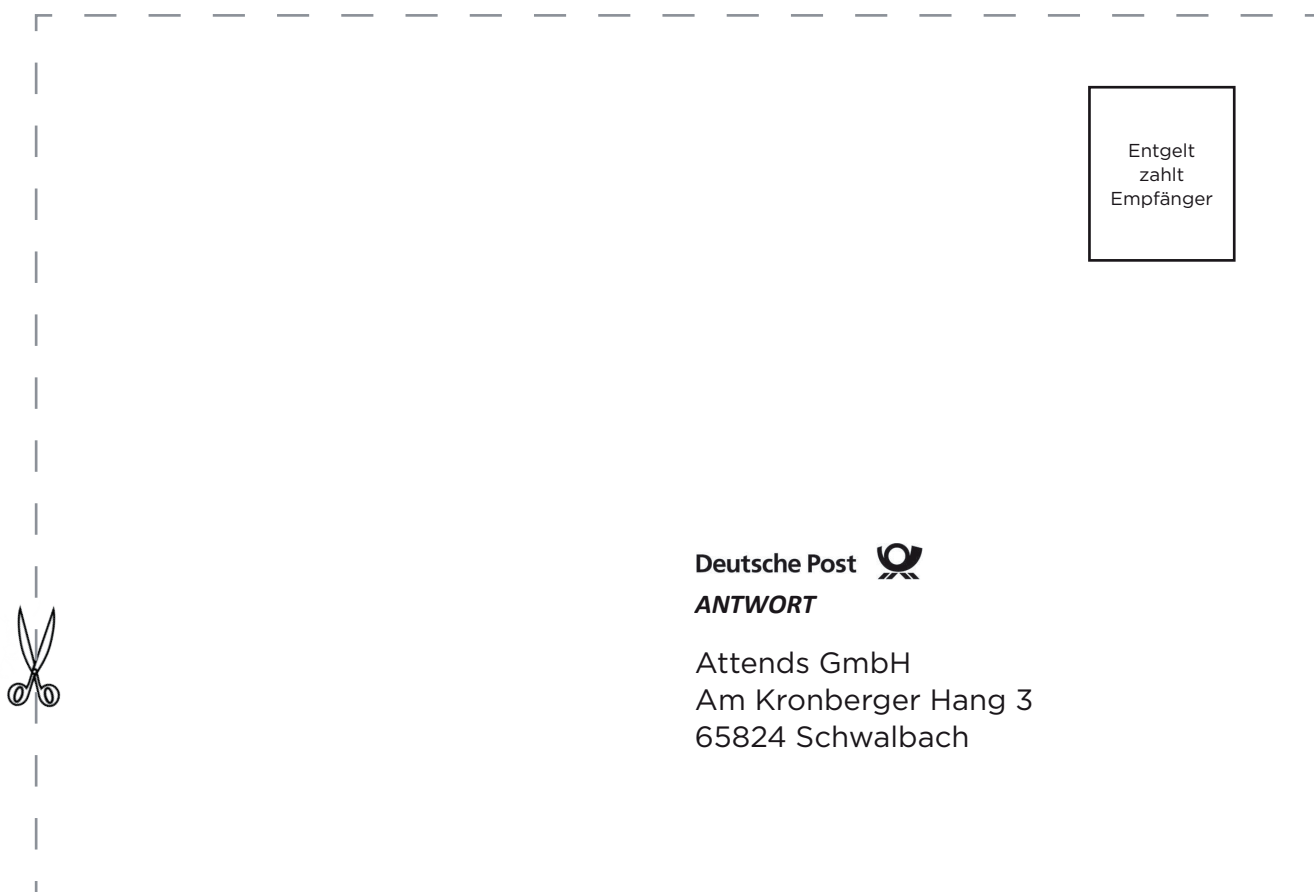 Entgelt
zahlt
Empfänger
Deutsche Post
ANTWORT
Attends GmbH
Am Kronberger Hang 3
65824 Schwalbach